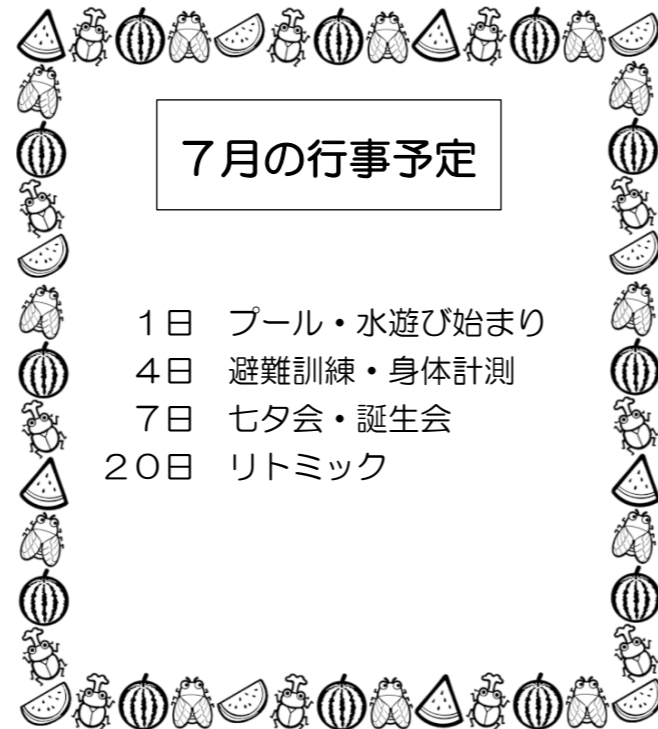 ７月の行事予定
１日　プール・水遊び始まり
４日　避難訓練・身体計測
７日　七夕会・誕生会
２０日　リトミック